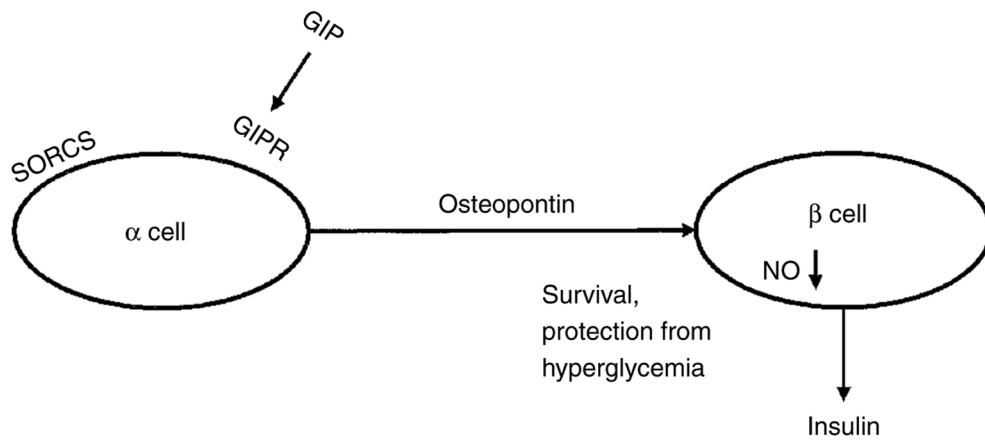 GIP
SORCS
GIPR
α cell
Osteopontin
β cell
NO
Survival,
protection from
hyperglycemia
Insulin